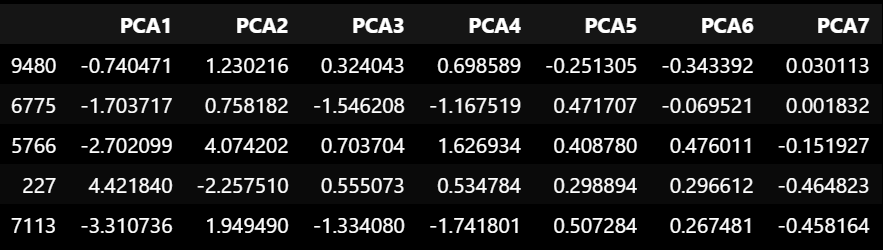 PCA1 PCA2 PCA3 PCA4 PCA5 PCA6 PCA7
9480 -0.740471 1.230216 0.324043 0.698589 -0.251305 -0.343392 0.030113
6775 -1.703717 0.758182 -1.546208 -1.167519 0.471707 -0.069521 0.001832
5766 -2.702099 4.074202 0.703704 1.626934 0.408780 0.476011 -0.151927
227 4.421840 -2.257510 0.555073 0.534784 0.298894 0.296612 -0.464823
7113 -3.310736 1.949490 -1.334080 -1.741801 0.507284 0.267481 -0.458164